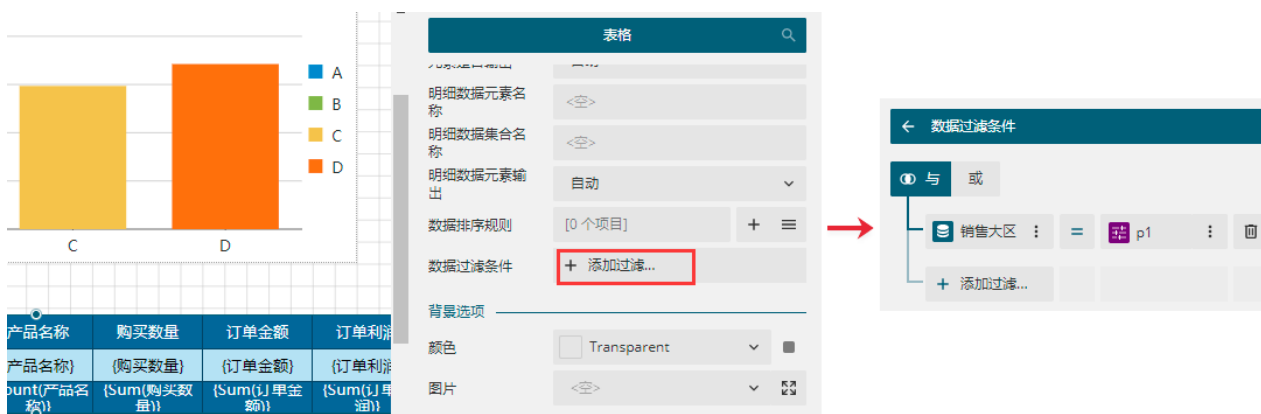 A
B
C
D
C
D
产品名称 购买数量 订单金额 订单利润
产品名称} {购买数量} {订单金额} {订单利润
ount(产品名 {Sum(购买数 {Sum(订单金 {Sum(订单
称)} 量)} 额)} 润)}
表格
明细数据元素名
称
<空>
明细数据集合名
称
<空>
明细数据元素输
出
自动
数据排序规则 [0 个项目]
数据过滤条件 + 添加过滤...
背景选项
颜色 Transparent
图片 <空>
数据过滤条件
与 或
销售大区 = p1
+ 添加过滤...